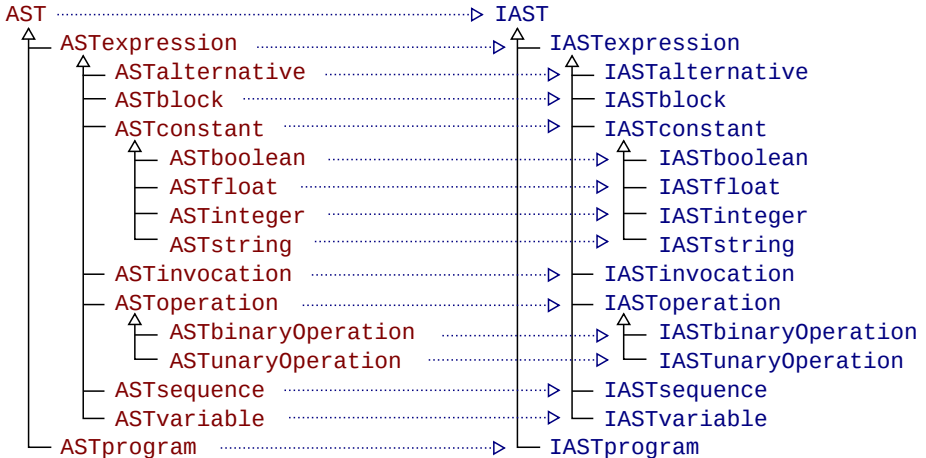 AST IAST
ASTexpression IASTexpression
ASTalternative IASTalternative
ASTblock IASTblock
ASTconstant IASTconstant
ASTboolean IASTboolean
ASTfloat IASTfloat
ASTinteger IASTinteger
ASTstring IASTstring
ASTinvocation IASTinvocation
ASToperation IASToperation
ASTbinaryOperation IASTbinaryOperation
ASTunaryOperation IASTunaryOperation
ASTsequence IASTsequence
ASTvariable IASTvariable
ASTprogram IASTprogram